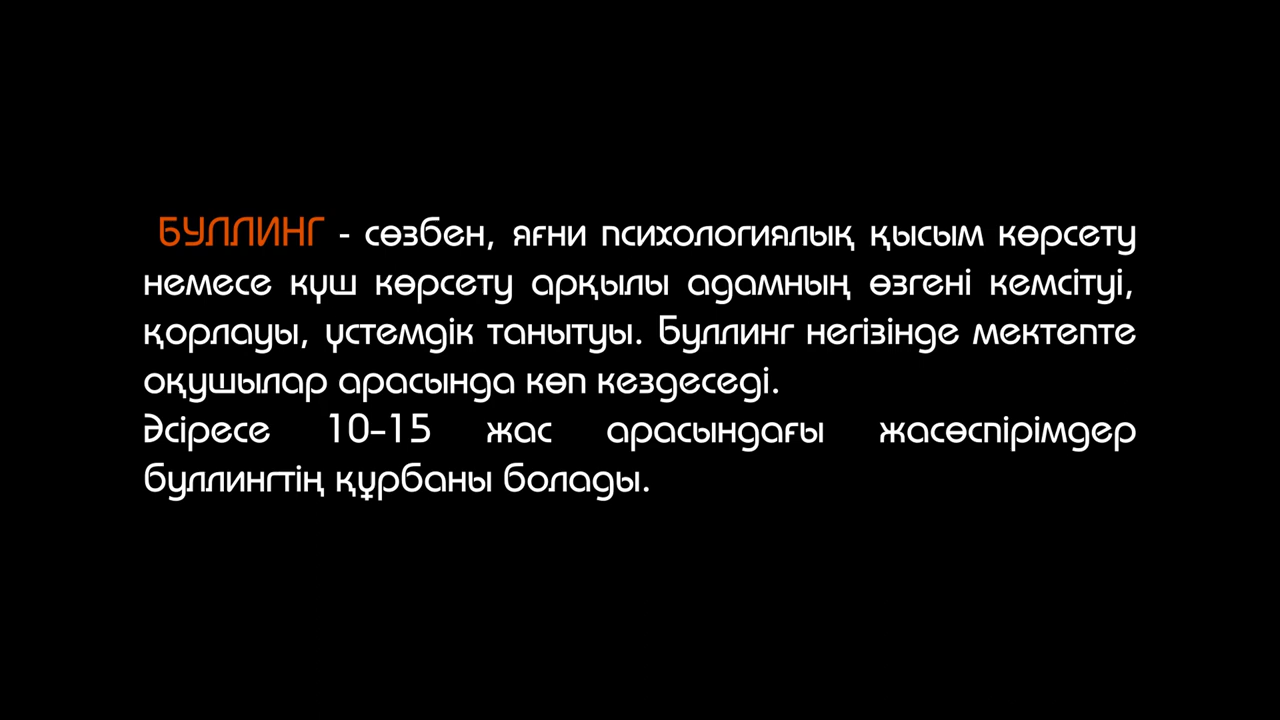 БУЛЛИНГ - сөзбен, яғни психологиялық қысым көрсету
немесе күш көрсету арқылы адамның өзгені кемсітуі,
қорлауы, үстемдік танытуы. Буллинг негізінде мектепте
оқушылар арасында көп кездеседі.
Әсіресе 10-15 жас арасындағы жасөспірімдер
буллингтің құрбаны болады.